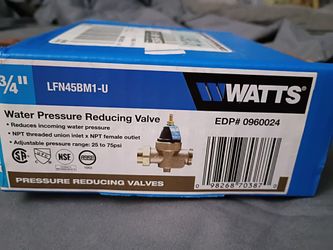 3/4"
LFN45BM1-U
WATTS
Water Pressure Reducing Valve
• Reduces incoming water pressure
• NPT threaded union inlet x NPT female outlet
• Adjustable pressure range: 25 to 75psi
EDP# 0960024
NSF
PRESSURE REDUCING VALVES
0 98268 70387 0